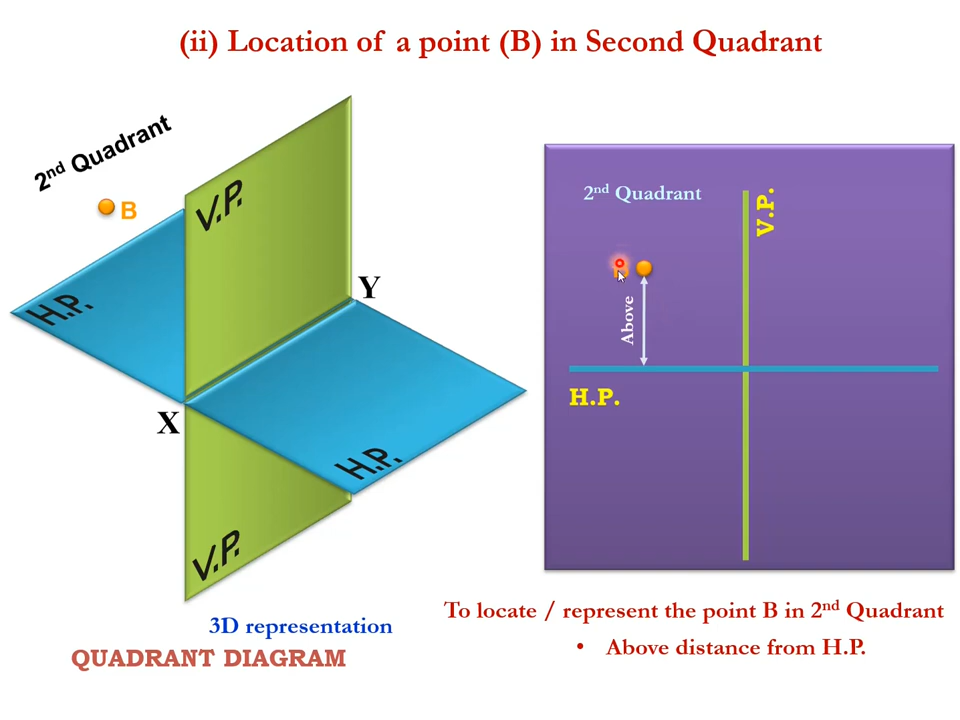 (ii) Location of a point (B) in Second Quadrant
2nd Quadrant
B
V.P.
H.P.
Y
X
H.P.
V.P.
3D representation
QUADRANT DIAGRAM
2nd Quadrant
V.P.
Above
H.P.
To locate / represent the point B in 2nd Quadrant
• Above distance from H.P.